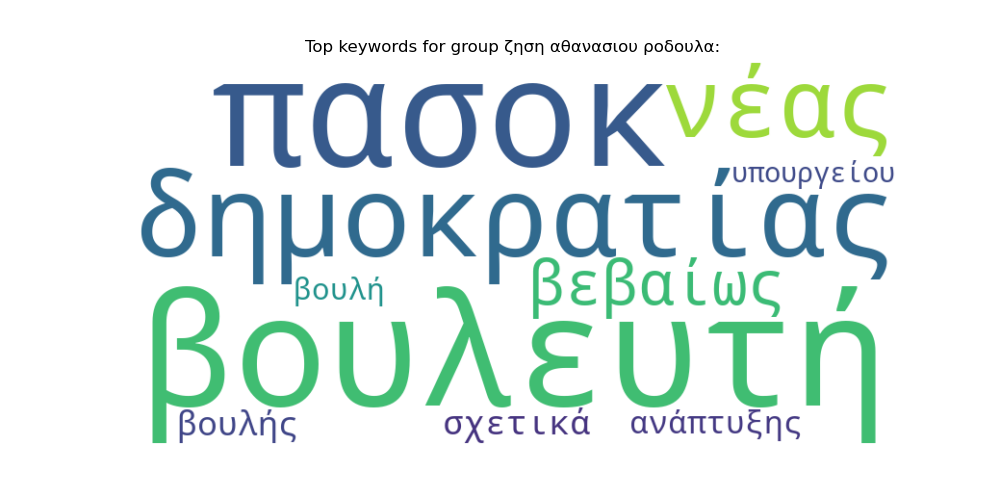 Top keywords for group ζηση αθανασιου ροδουλα:
πασοκ νέας
υπουργείου
δημοκρατίας
βουλή βεβαίως
βουλευτή
βουλής σχετικά ανάπτυξης